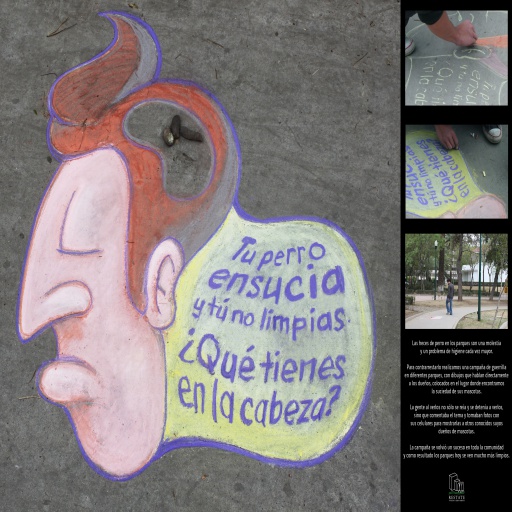 Tu perro
ensucia
y tú no limpias.
¿Qué tienes
en la cabeza?
Las heces de perro en los parques son una molestia
y un problema de higiene cada vez mayor.
Para contrarrestarlo realizamos una campaña de guerrilla
en diferentes parques, con dibujos que hablan directamente
a los dueños, colocados en el lugar donde encontramos
la suciedad de sus mascotas.
La gente al verlos no sólo se reía y se detenía a verlos,
sino que comentaba el tema y tomaban fotos con
sus celulares para mostrarlas a otros conocidos suyos
dueños de mascotas.
La campaña se volvió un suceso en toda la comunidad
y como resultado los parques hoy se ven mucho más limpios.